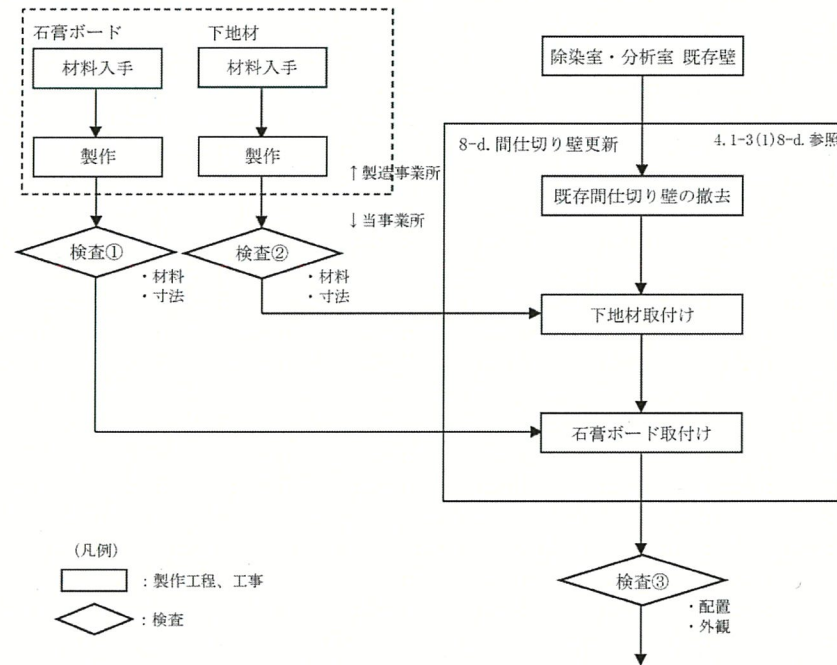 石膏ボード
下地材
材料入手
材料入手
製作
製作
↑製造事業所
↓当事業所
検査①
・材料
・寸法
検査②
・材料
・寸法
除染室・分析室 既存壁
8-d. 間仕切り壁更新
4.1-3(1)8-d. 参照
既存間仕切り壁の撤去
下地材取付け
石膏ボード取付け
検査③
・配置
・外観
(凡例)
：製作工程、工事
：検査